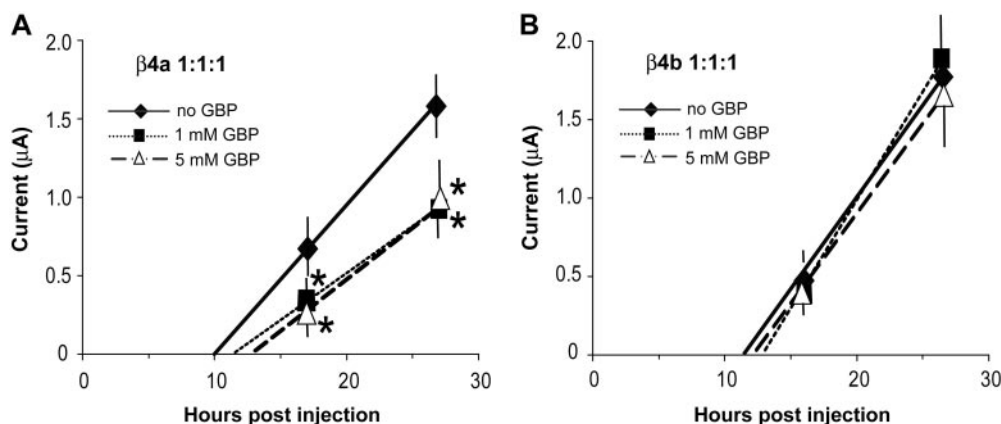 A
β4a 1:1:1
no GBP
1 mM GBP
5 mM GBP
Current (μA)
2.0
1.5
1.0
0.5
0
0 10 20 30
Hours post injection
*
*
*
*
B
β4b 1:1:1
no GBP
1 mM GBP
5 mM GBP
Current (μA)
2.0
1.5
1.0
0.5
0
0 10 20 30
Hours post injection